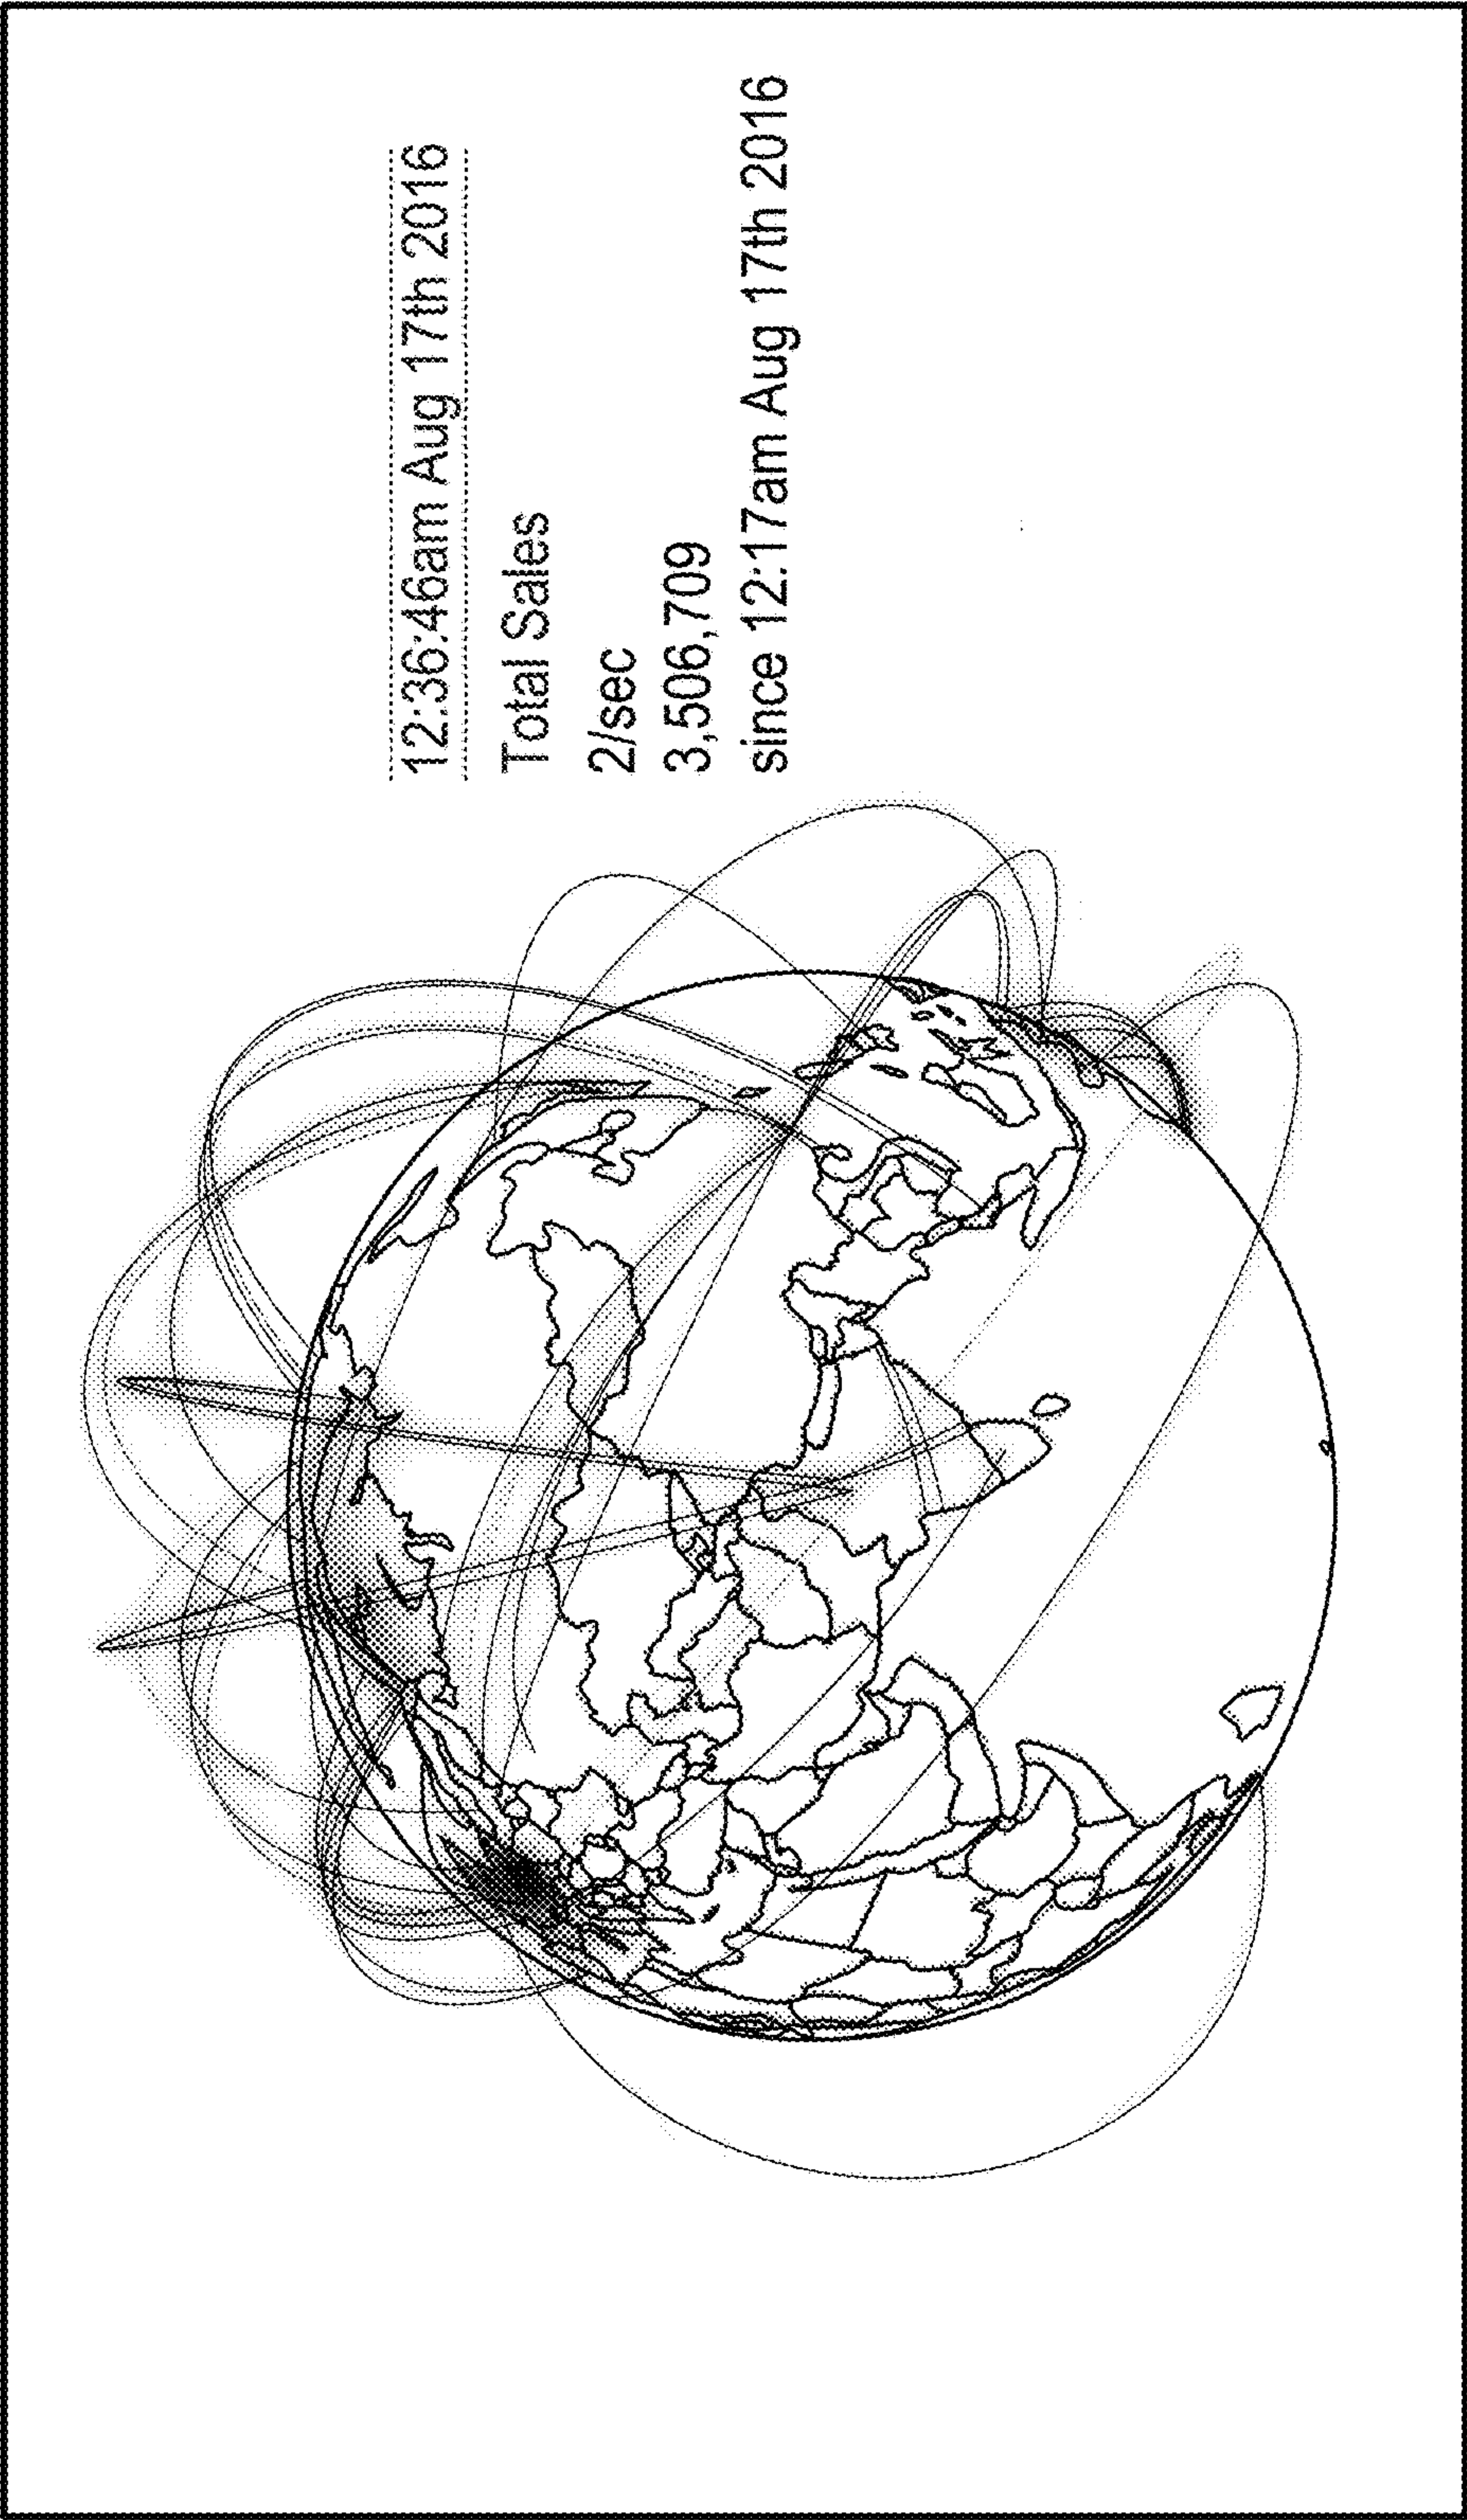 12:36:46am Aug 17th 2016
Total Sales
2/sec
3,506,709
since 12:17am Aug 17th 2016